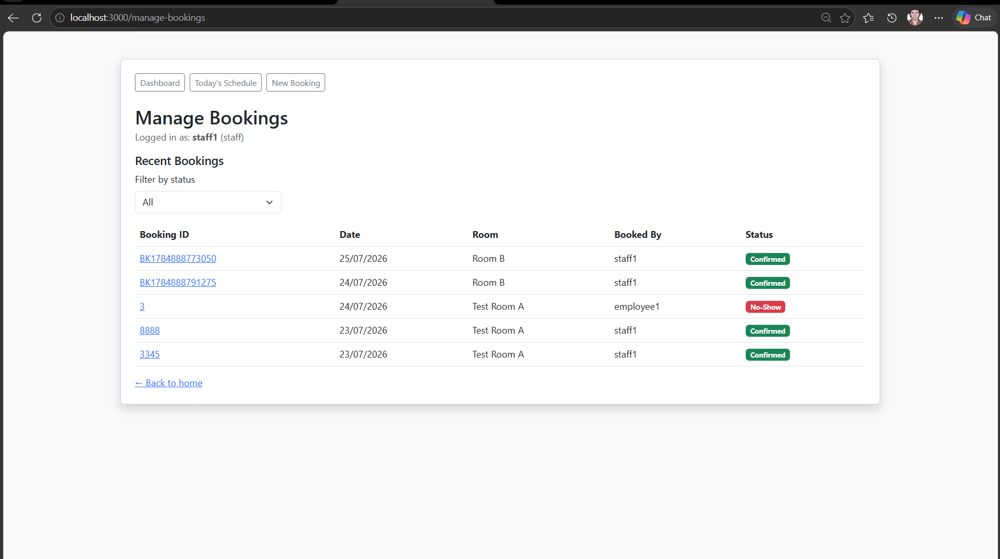 localhost:3000/manage-bookings
Chat
Dashboard
Today's Schedule
New Booking
Manage Bookings
Logged in as: staff1 (staff)
Recent Bookings
Filter by status
All
Booking ID Date Room Booked By Status
BK1784888773050 25/07/2026 Room B staff1 Confirmed
BK1784888791275 24/07/2026 Room B staff1 Confirmed
3 24/07/2026 Test Room A employee1 No-Show
8888 23/07/2026 Test Room A staff1 Confirmed
3345 23/07/2026 Test Room A staff1 Confirmed
← Back to home